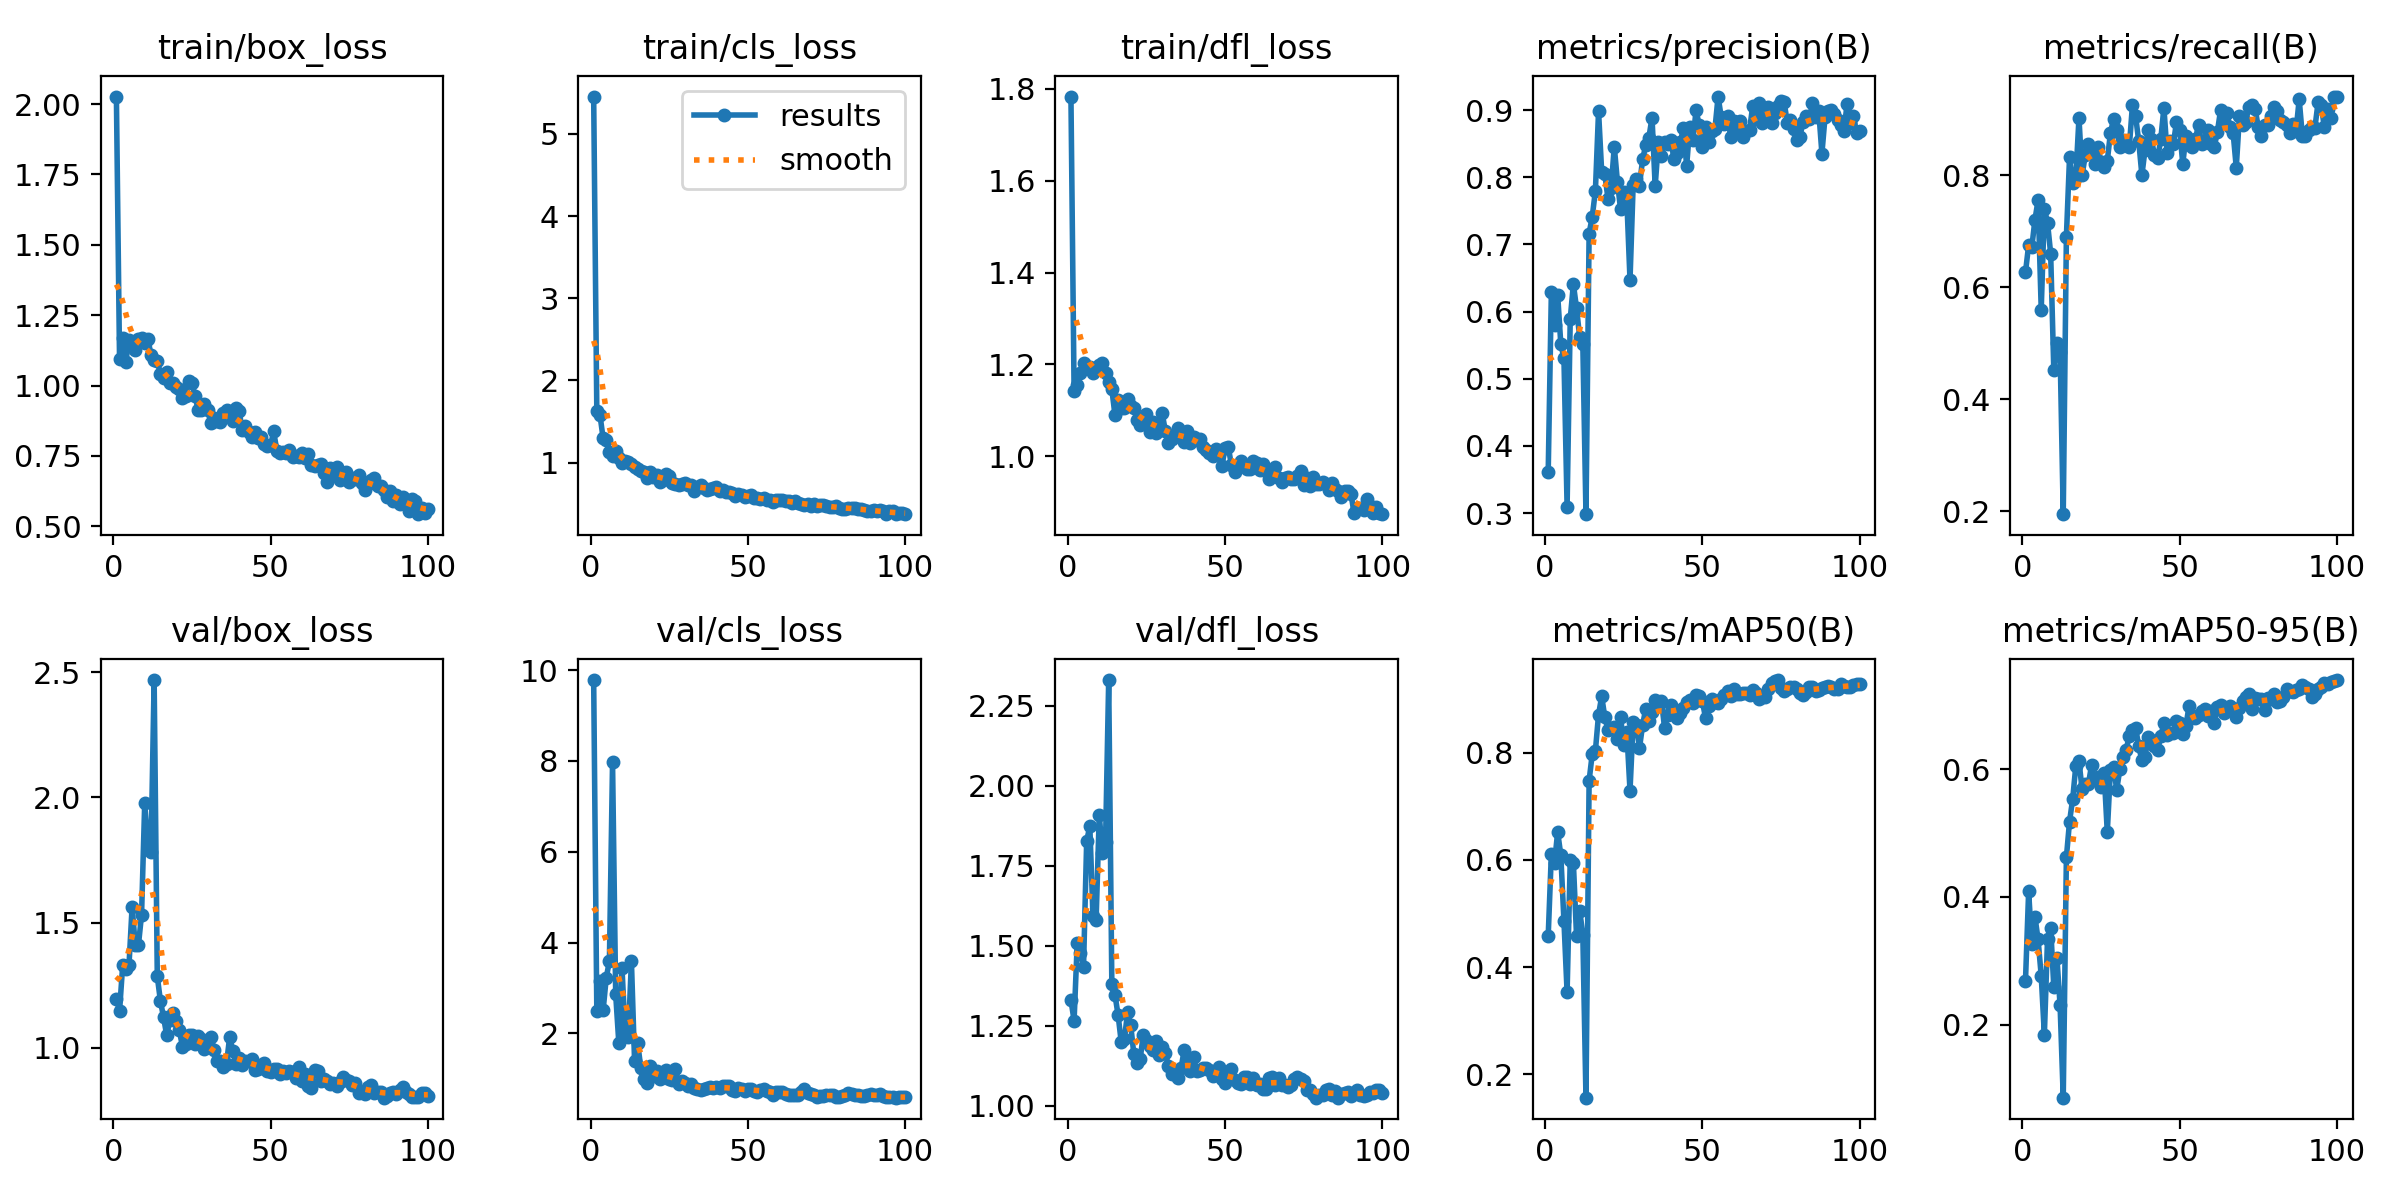 train/box_loss
2.00
1.75
1.50
1.25
1.00
0.75
0.50
0 50 100
train/cls_loss
results
smooth
5
4
3
2
1
0 50 100
train/dfl_loss
1.8
1.6
1.4
1.2
1.0
0 50 100
metrics/precision(B)
0.9
0.8
0.7
0.6
0.5
0.4
0.3
0 50 100
metrics/recall(B)
0.8
0.6
0.4
0.2
0 50 100
val/box_loss
2.5
2.0
1.5
1.0
0 50 100
val/cls_loss
10
8
6
4
2
0 50 100
val/dfl_loss
2.25
2.00
1.75
1.50
1.25
1.00
0 50 100
metrics/mAP50(B)
0.8
0.6
0.4
0.2
0 50 100
metrics/mAP50-95(B)
0.6
0.4
0.2
0 50 100